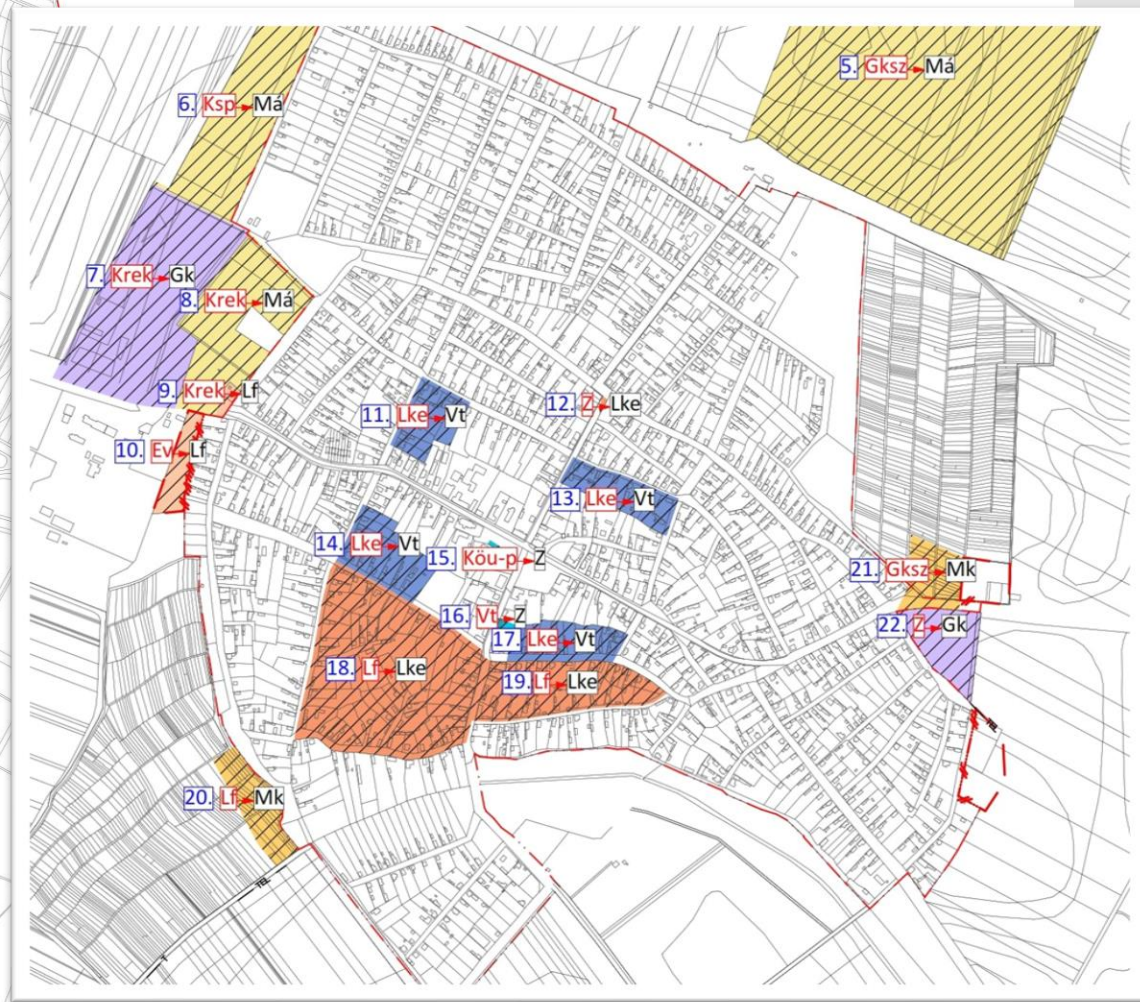 5. Gksz Má
6. Ksp Má
7. Krek Gk
8. Krek Má
9. Krek Lf
10. Ev Lf
11. Lke Vt
12. Z Lke
13. Lke Vt
14. Lke Vt
15. Köu-p Z
16. Vt Z
17. Lke Vt
18. Lf Lke
19. Lf Lke
20. Lf Mk
21. Gksz Mk
22. Z Gk
TEL
TEL
T